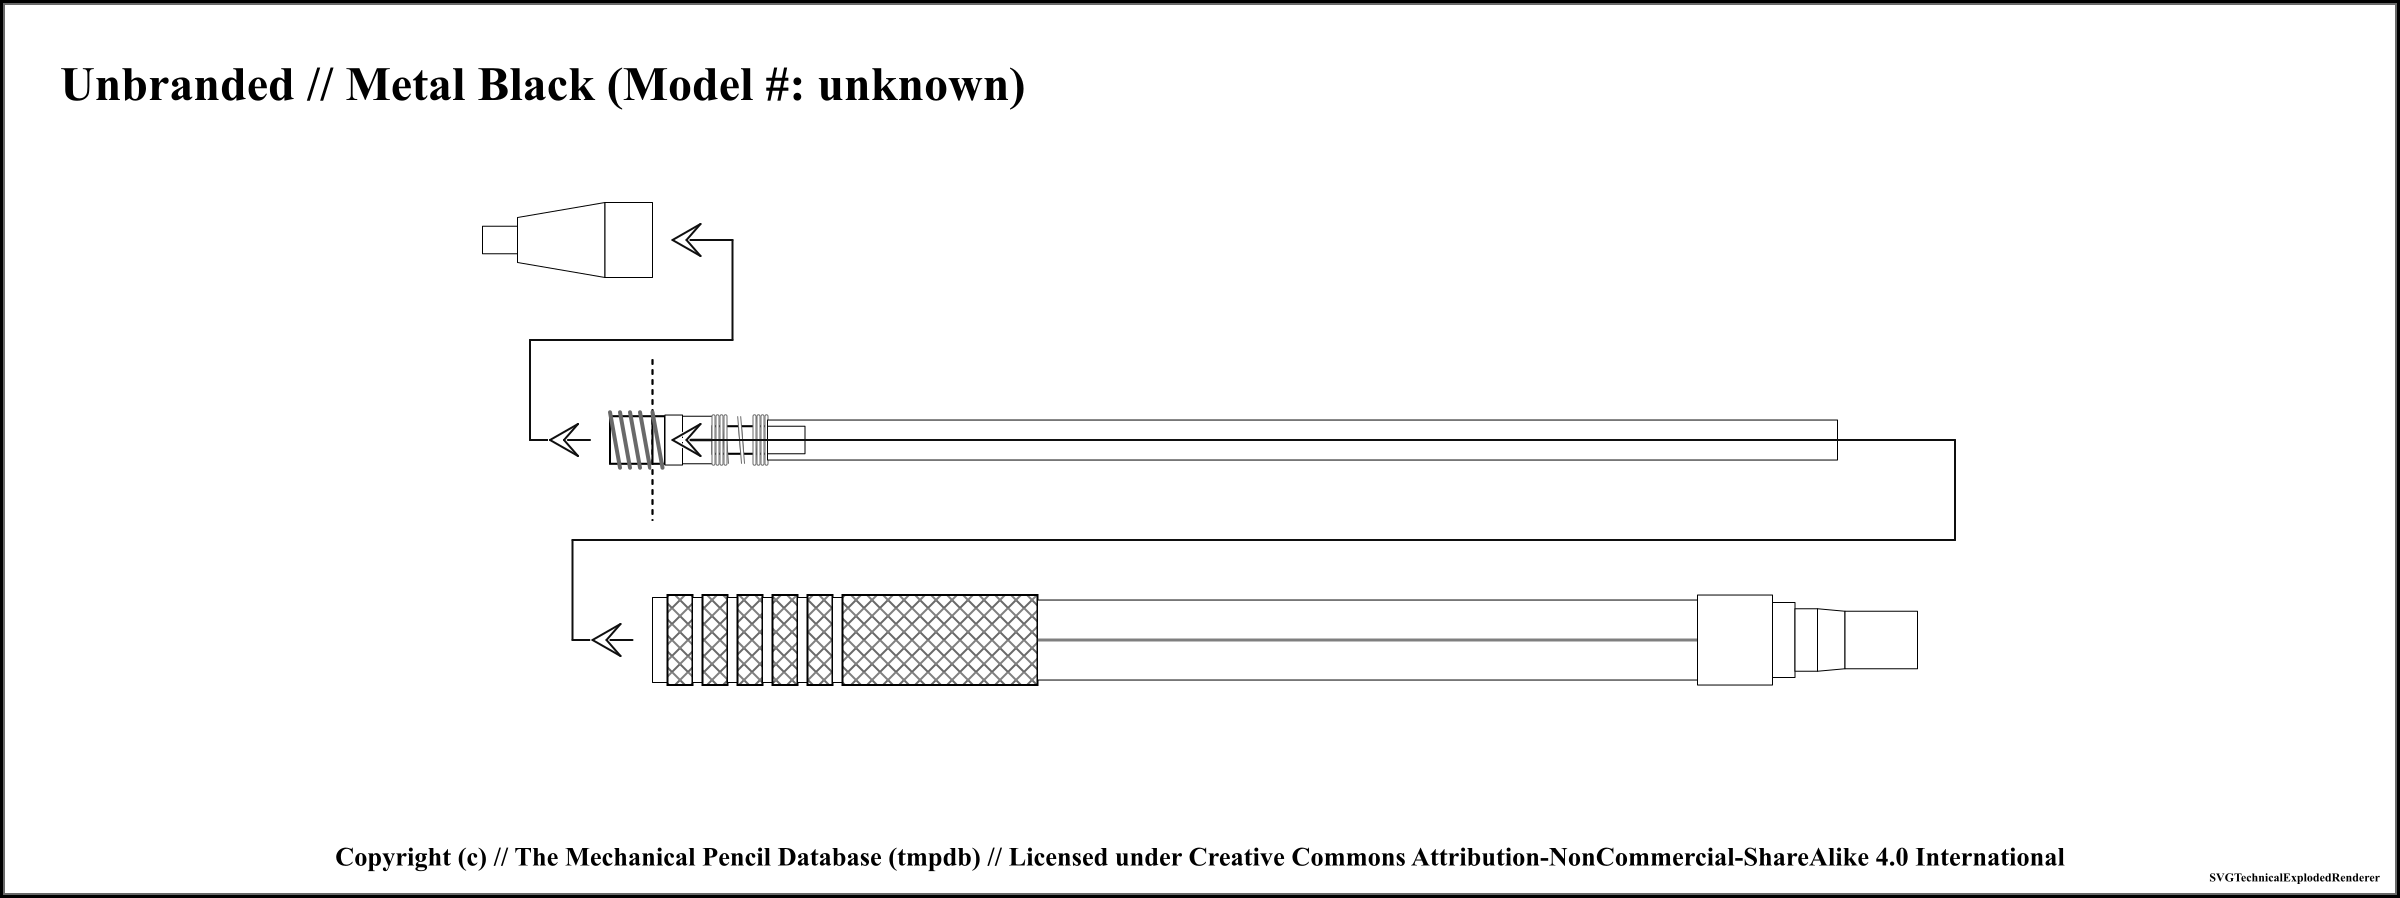 Unbranded // Metal Black (Model #: unknown)
Copyright (c) // The Mechanical Pencil Database (tmpdb) // Licensed under Creative Commons Attribution-NonCommercial-ShareAlike 4.0 International
SVGTechnicalExplodedRenderer